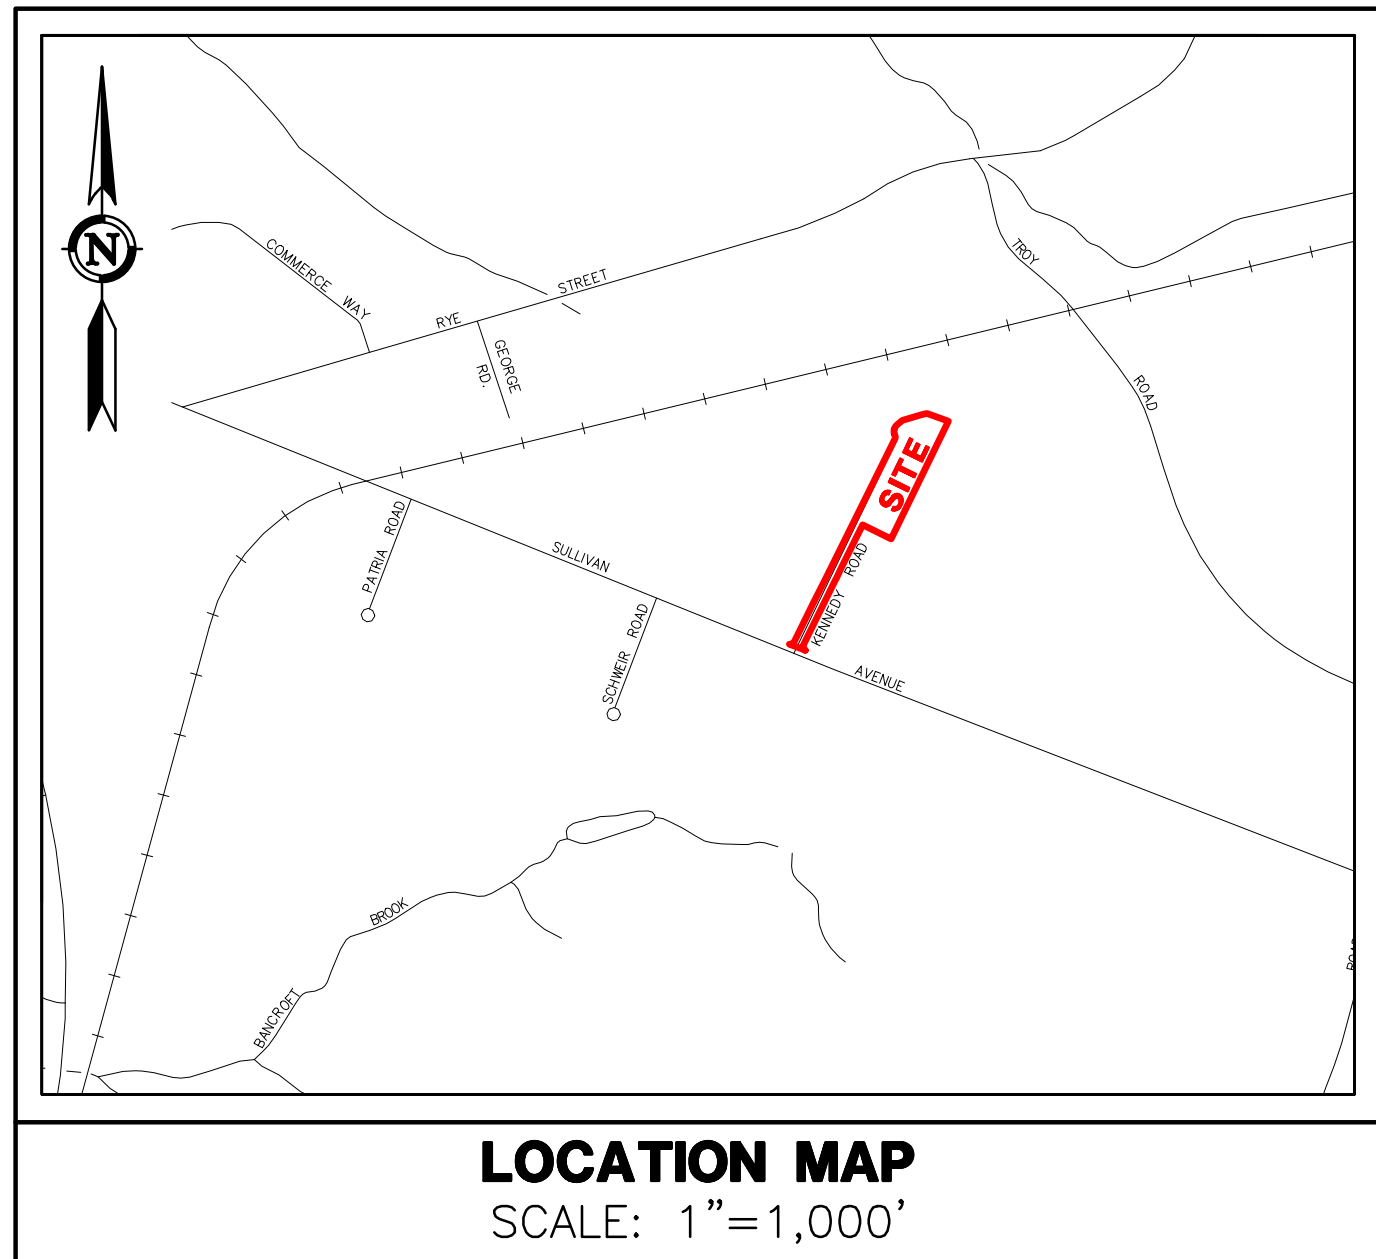 N
COMMERCE WAY
RYE STREET
GEORGE
RD.
TROY ROAD
SITE
KENNEDY ROAD
PATRIA ROAD
SULLIVAN AVENUE
SCHWEIR ROAD
BANCROFT BROOK
LOCATION MAP
SCALE: 1"=1,000'